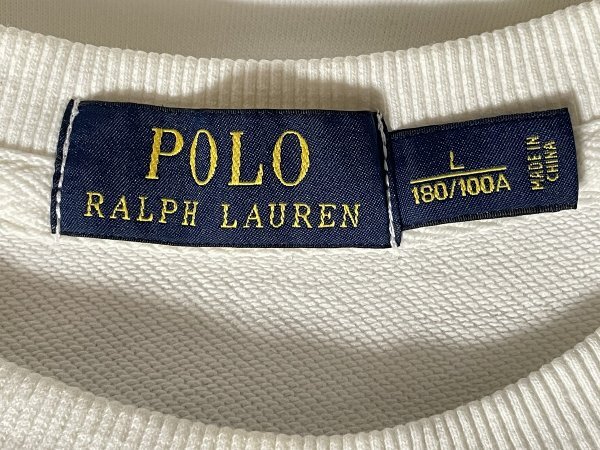 POLO
RALPH LAUREN
L
180/100A
MADE IN
CHINA